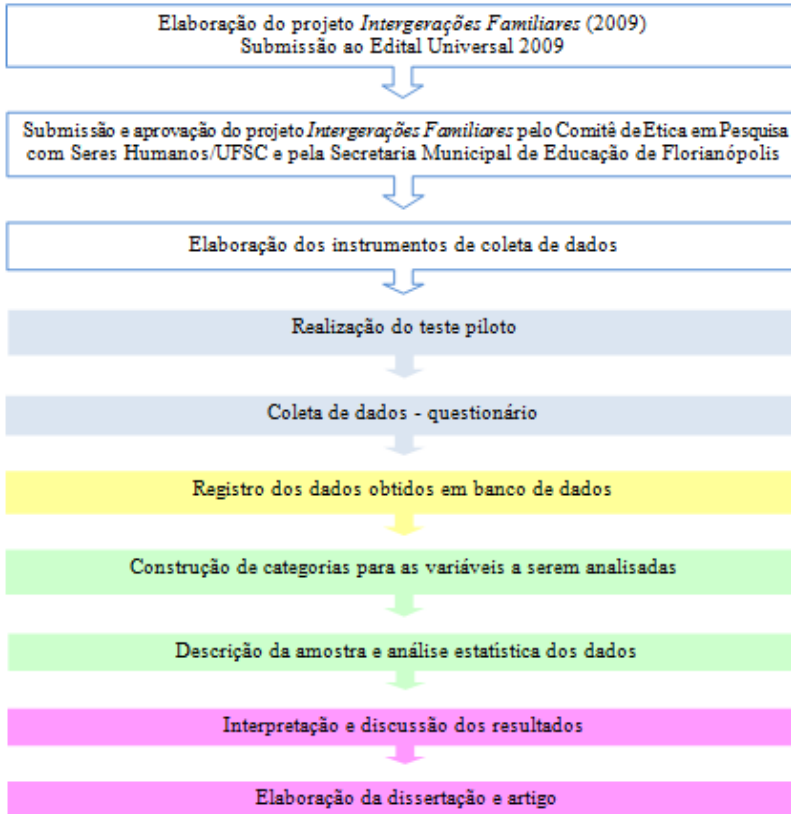 Elaboração do projeto Intergerações Familiares (2009)
Submissão ao Edital Universal 2009
Submissão e aprovação do projeto Intergerações Familiares pelo Comitê de Etica em Pesquisa
com Seres Humanos/UFSC e pela Secretaria Municipal de Educação de Florianópolis
Elaboração dos instrumentos de coleta de dados
Realização do teste piloto
Coleta de dados - questionário
Registro dos dados obtidos em banco de dados
Construção de categorias para as variáveis a serem analisadas
Descrição da amostra e análise estatística dos dados
Interpretação e discussão dos resultados
Elaboração da dissertação e artigo